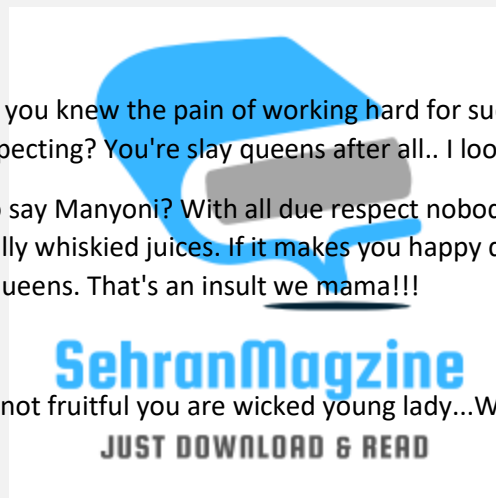 you knew the pain of working hard for su
pecting? You're slay queens after all.. I loo
say Manyoni? With all due respect nobod
lly whiskied juices. If it makes you happy
ueens. That's an insult we mama!!!
SehranMagzine
not fruitful you are wicked young lady...W
JUST DOWNLOAD & READ